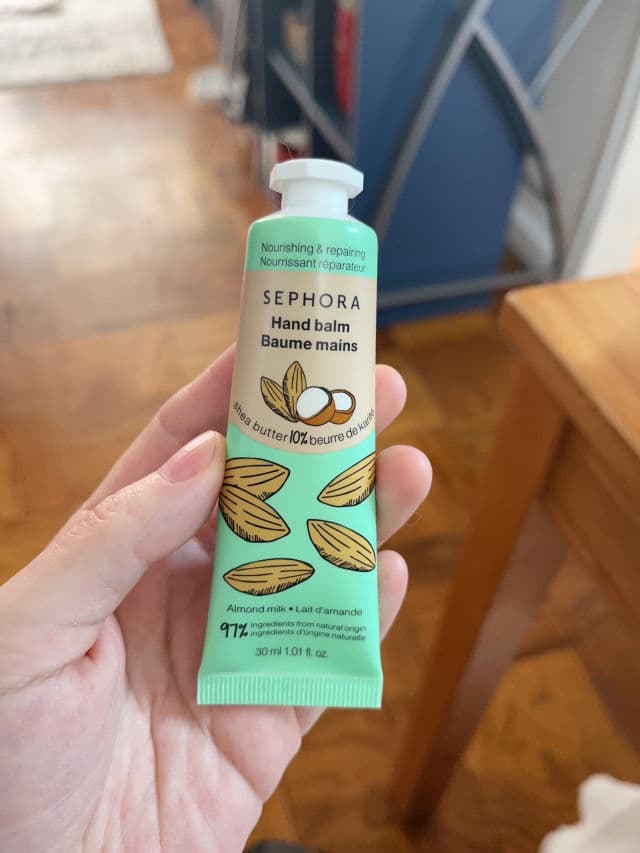 Nourishing & repairing
Nourrissant réparateur
SEPHORA
Hand balm
Baume mains
shea butter 10% beurre de karité
Almond milk • Lait d'amande
97% ingredients from natural origin
ingrédients d'origine naturelle
30 ml 1.01 fl. oz.